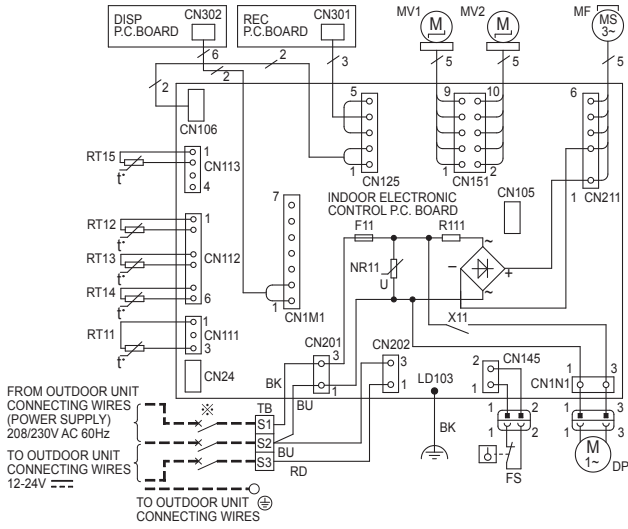 DISP
P.C.BOARD
CN302
REC
P.C.BOARD
CN301
MV1
M
MV2
M
MF
MS
3~
6
2
2
3
5
5
5
2
CN106
5
1
CN125
9
10
1
2
CN151
6
1
CN211
RT15
t°
1
CN113
4
INDOOR ELECTRONIC
CONTROL P.C. BOARD
CN105
7
1
CN1M1
F11
R111
~
−
+
~
NR11
U
X11
RT12
t°
1
RT13
t°
CN112
RT14
t°
6
RT11
t°
1
CN111
3
CN24
CN201
3
1
CN202
3
1
LD103
2
CN145
1
1
3
CN1N1
BK
BU
BK
1
2
1
2
1
3
1
3
FROM OUTDOOR UNIT
CONNECTING WIRES
(POWER SUPPLY)
208/230V AC 60Hz
※
TB
S1
S2
S3
BU
RD
TO OUTDOOR UNIT
CONNECTING WIRES
12-24V
FS
M
1~
DP
TO OUTDOOR UNIT
CONNECTING WIRES